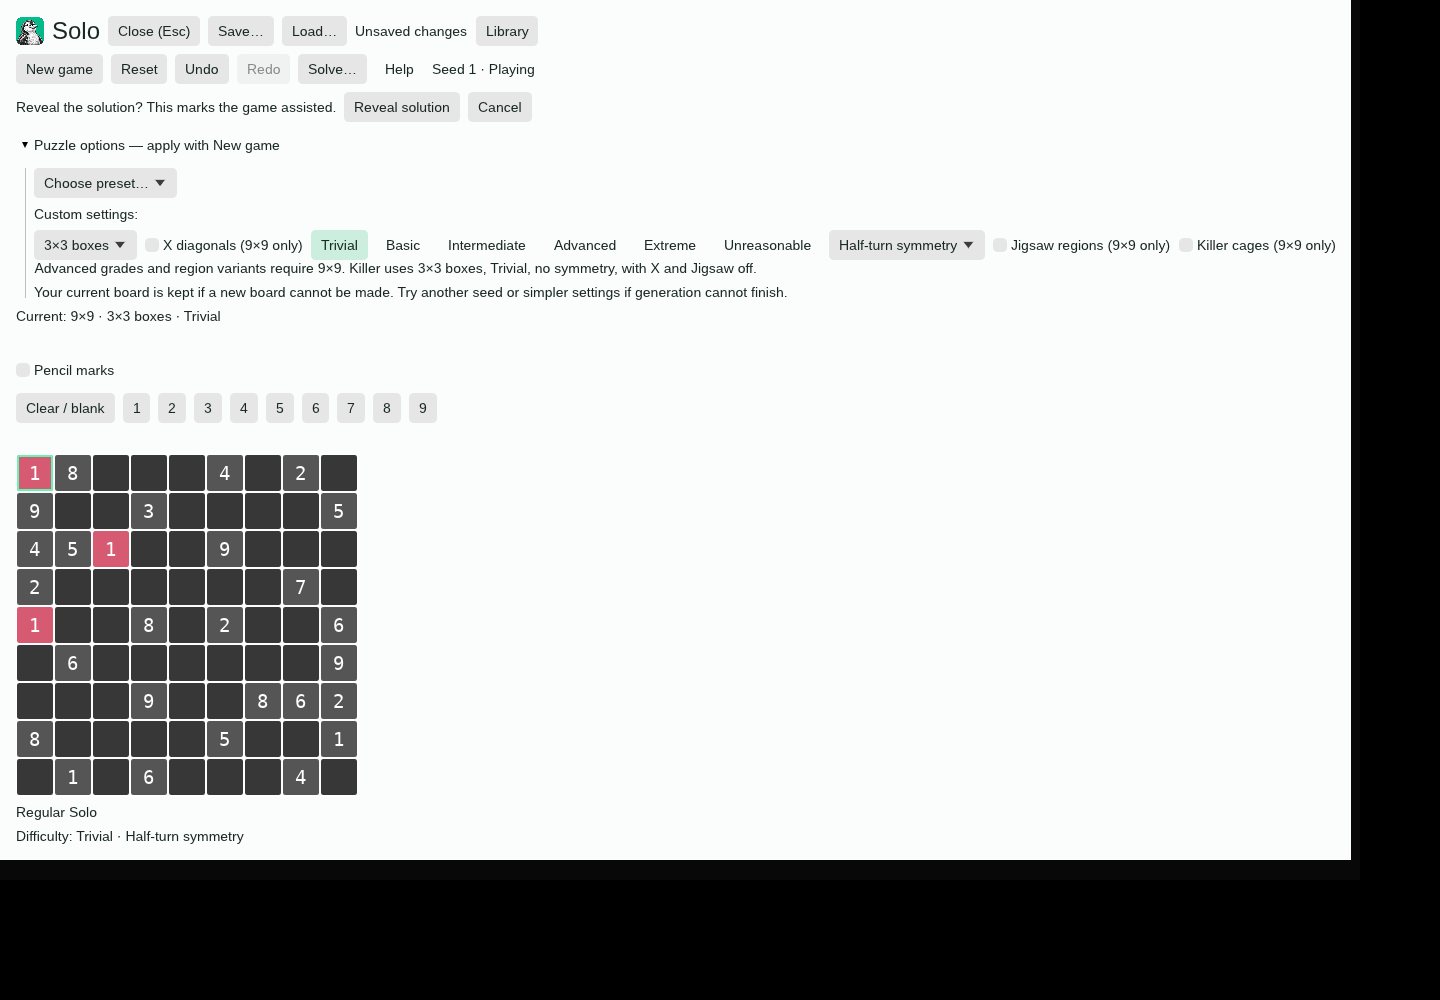 Solo Close (Esc) Save… Load… Unsaved changes Library
New game Reset Undo Redo Solve… Help Seed 1 · Playing
Reveal the solution? This marks the game assisted. Reveal solution Cancel
Puzzle options — apply with New game
Choose preset…
Custom settings:
3×3 boxes X diagonals (9×9 only) Trivial Basic Intermediate Advanced Extreme Unreasonable Half-turn symmetry Jigsaw regions (9×9 only) Killer cages (9×9 only)
Advanced grades and region variants require 9×9. Killer uses 3×3 boxes, Trivial, no symmetry, with X and Jigsaw off.
Your current board is kept if a new board cannot be made. Try another seed or simpler settings if generation cannot finish.
Current: 9×9 · 3×3 boxes · Trivial
Pencil marks
Clear / blank 1 2 3 4 5 6 7 8 9
1 8 4 2
9 3 5
4 5 1 9
2 7
1 8 2 6
6 9
9 8 6 2
8 5 1
1 6 4
Regular Solo
Difficulty: Trivial · Half-turn symmetry